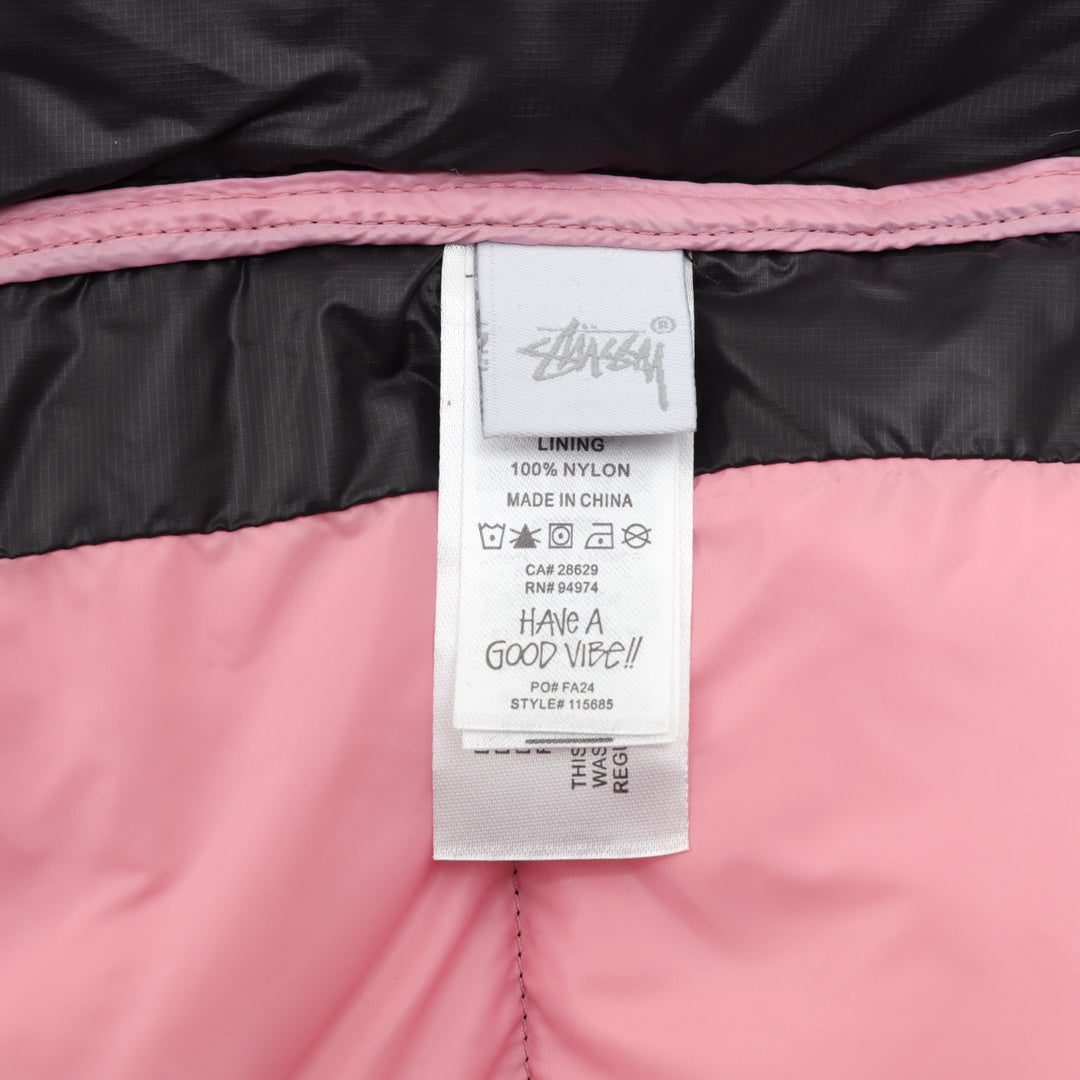 STÜSSY ®
LINING
100% NYLON
MADE IN CHINA
CA# 28629
RN# 94974
HAVE A
GOOD VIBE!!
PO# FA24
STYLE# 115685
THIS
WAS
REGU